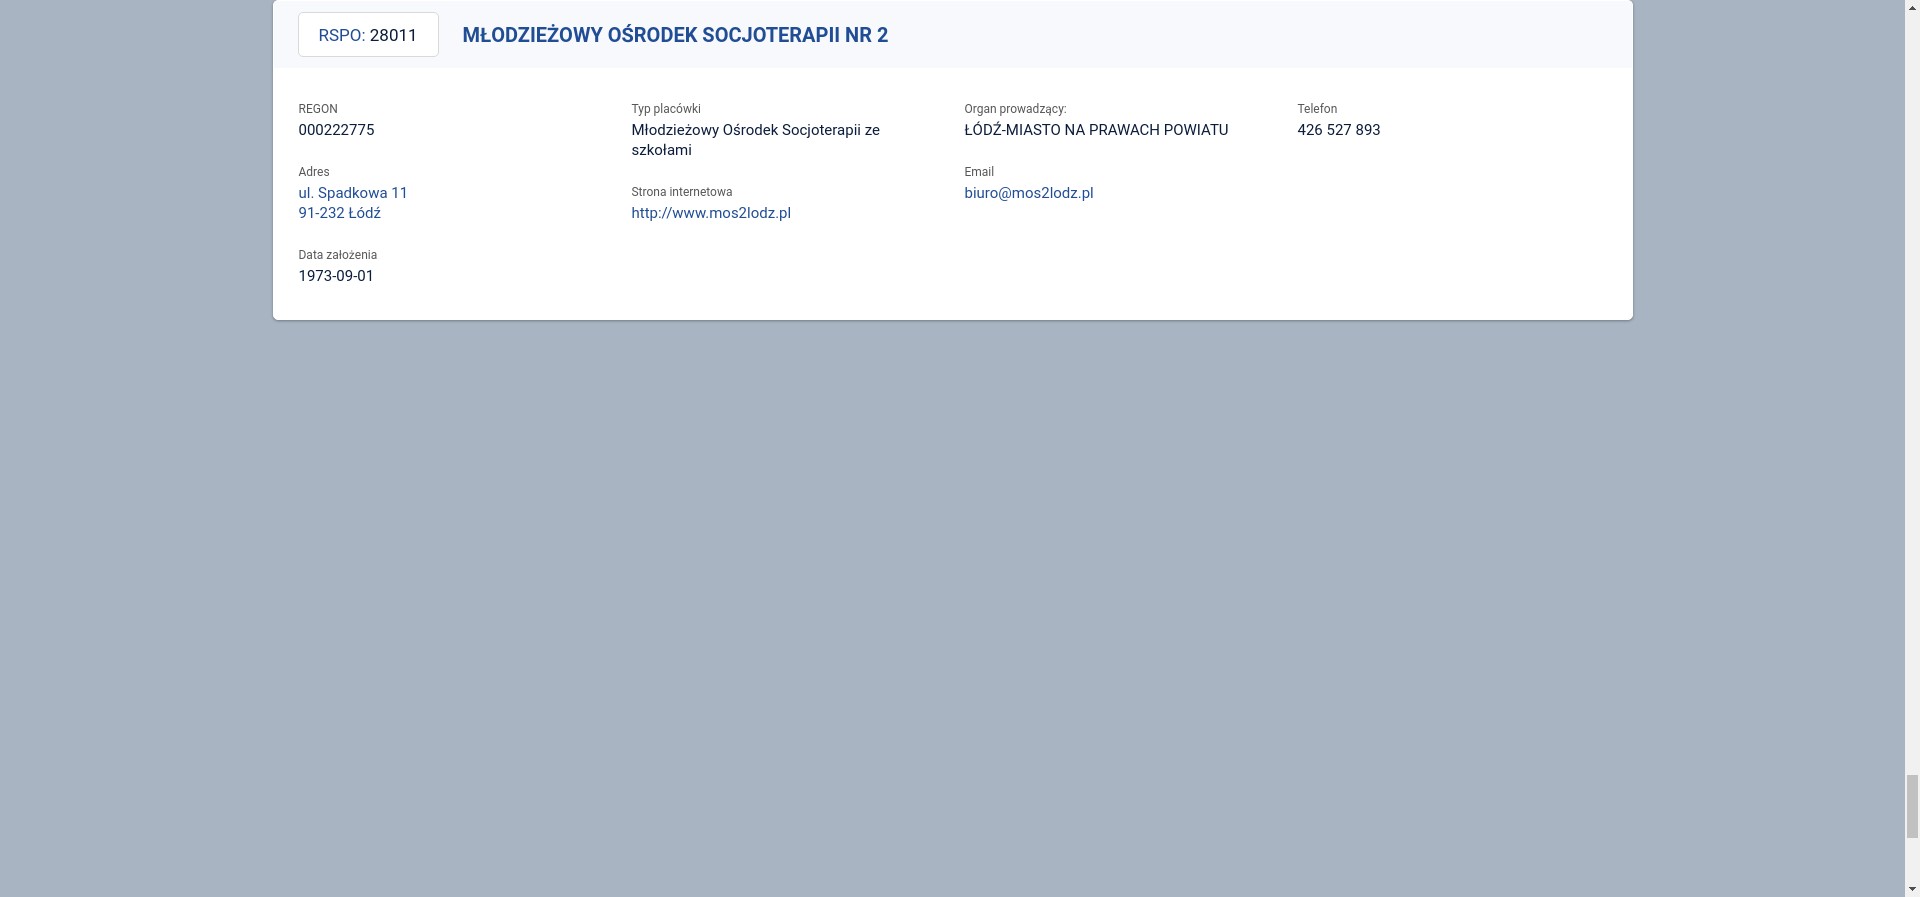 RSPO: 28011
MŁODZIEŻOWY OŚRODEK SOCJOTERAPII NR 2
REGON
000222775
Adres
ul. Spadkowa 11
91-232 Łódź
Data założenia
1973-09-01
Typ placówki
Młodzieżowy Ośrodek Socjoterapii ze
szkołami
Strona internetowa
http://www.mos2lodz.pl
Organ prowadzący:
ŁÓDŹ-MIASTO NA PRAWACH POWIATU
Email
biuro@mos2lodz.pl
Telefon
426 527 893